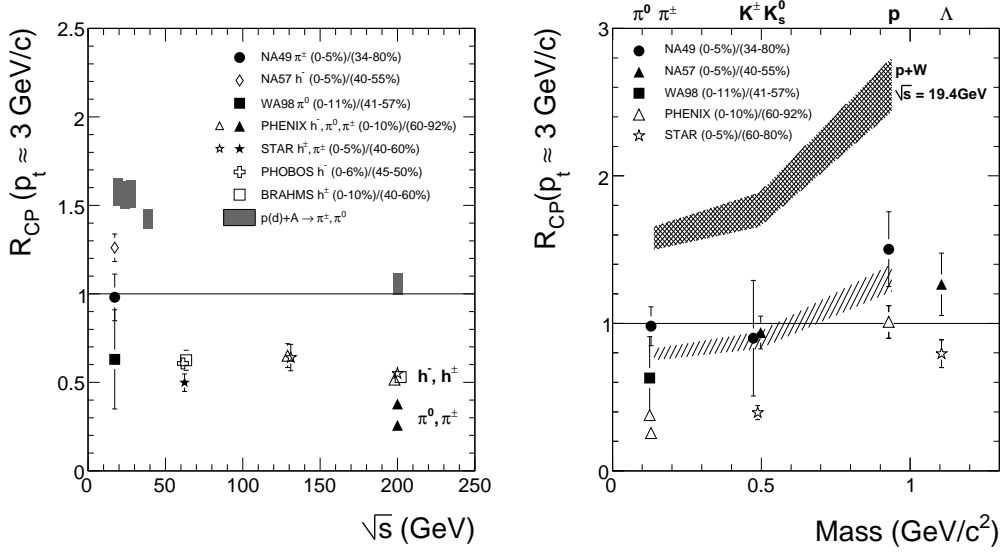 R_CP(p_t ≈ 3 GeV/c)
2.5
2
1.5
1
0.5
0
0 50 100 150 200 250
√s (GeV)
NA49 π± (0-5%)/(34-80%)
NA57 h⁻ (0-5%)/(40-55%)
WA98 π⁰ (0-11%)/(41-57%)
PHENIX h⁻, π⁰, π± (0-10%)/(60-92%)
STAR h±, π± (0-5%)/(40-60%)
PHOBOS h⁻ (0-6%)/(45-50%)
BRAHMS h± (0-10%)/(40-60%)
p(d)+A → π±, π⁰
h⁻, h±
π⁰, π±
π⁰ π± K± K⁰_s p Λ
R_CP(p_t ≈ 3 GeV/c)
3
2
1
0
0 0.5 1
Mass (GeV/c²)
NA49 (0-5%)/(34-80%)
NA57 (0-5%)/(40-55%)
WA98 (0-11%)/(41-57%)
PHENIX (0-10%)/(60-92%)
STAR (0-5%)/(60-80%)
p+W
√s = 19.4GeV